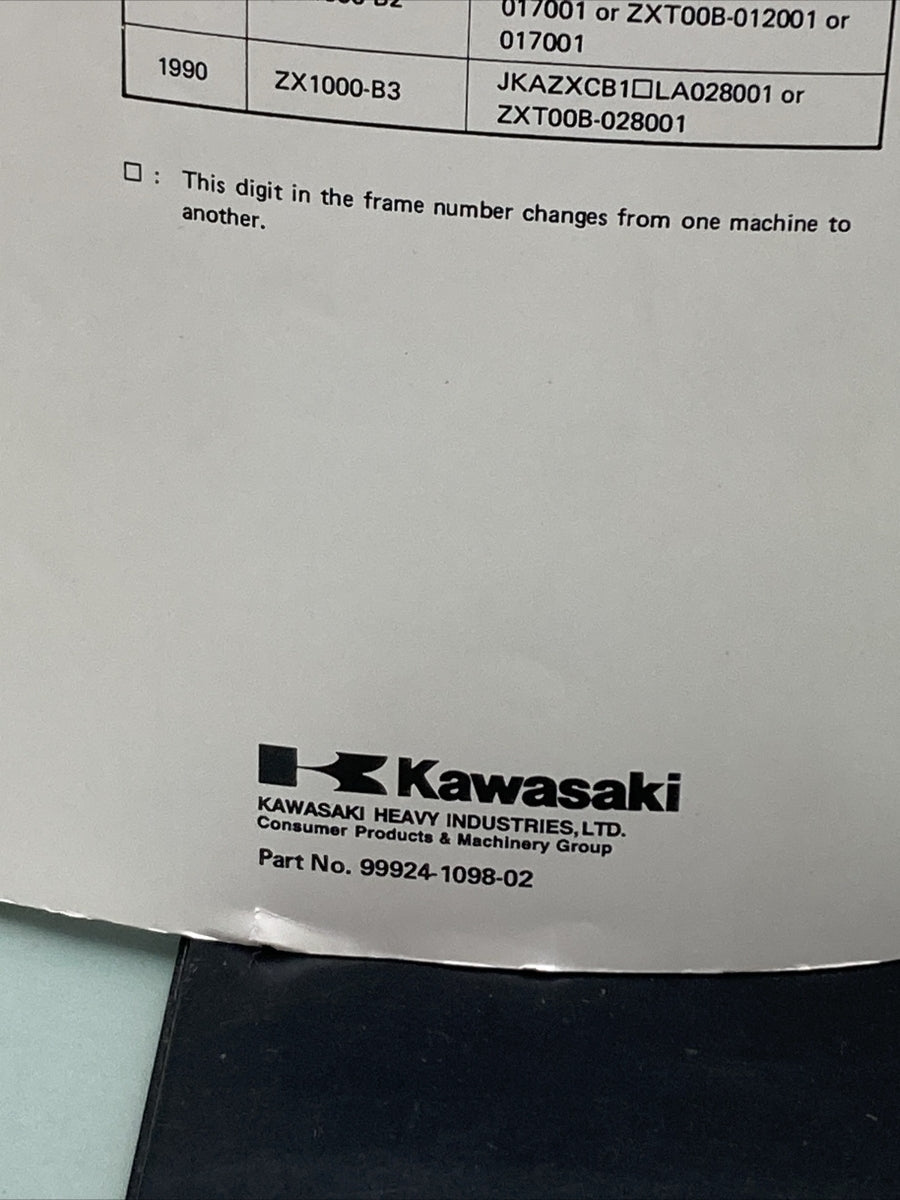 017001 or ZXT00B-012001 or
017001
1990 ZX1000-B3 JKAZXCB1□LA028001 or
ZXT00B-028001
□ : This digit in the frame number changes from one machine to
another.
Kawasaki
KAWASAKI HEAVY INDUSTRIES, LTD.
Consumer Products & Machinery Group
Part No. 99924-1098-02